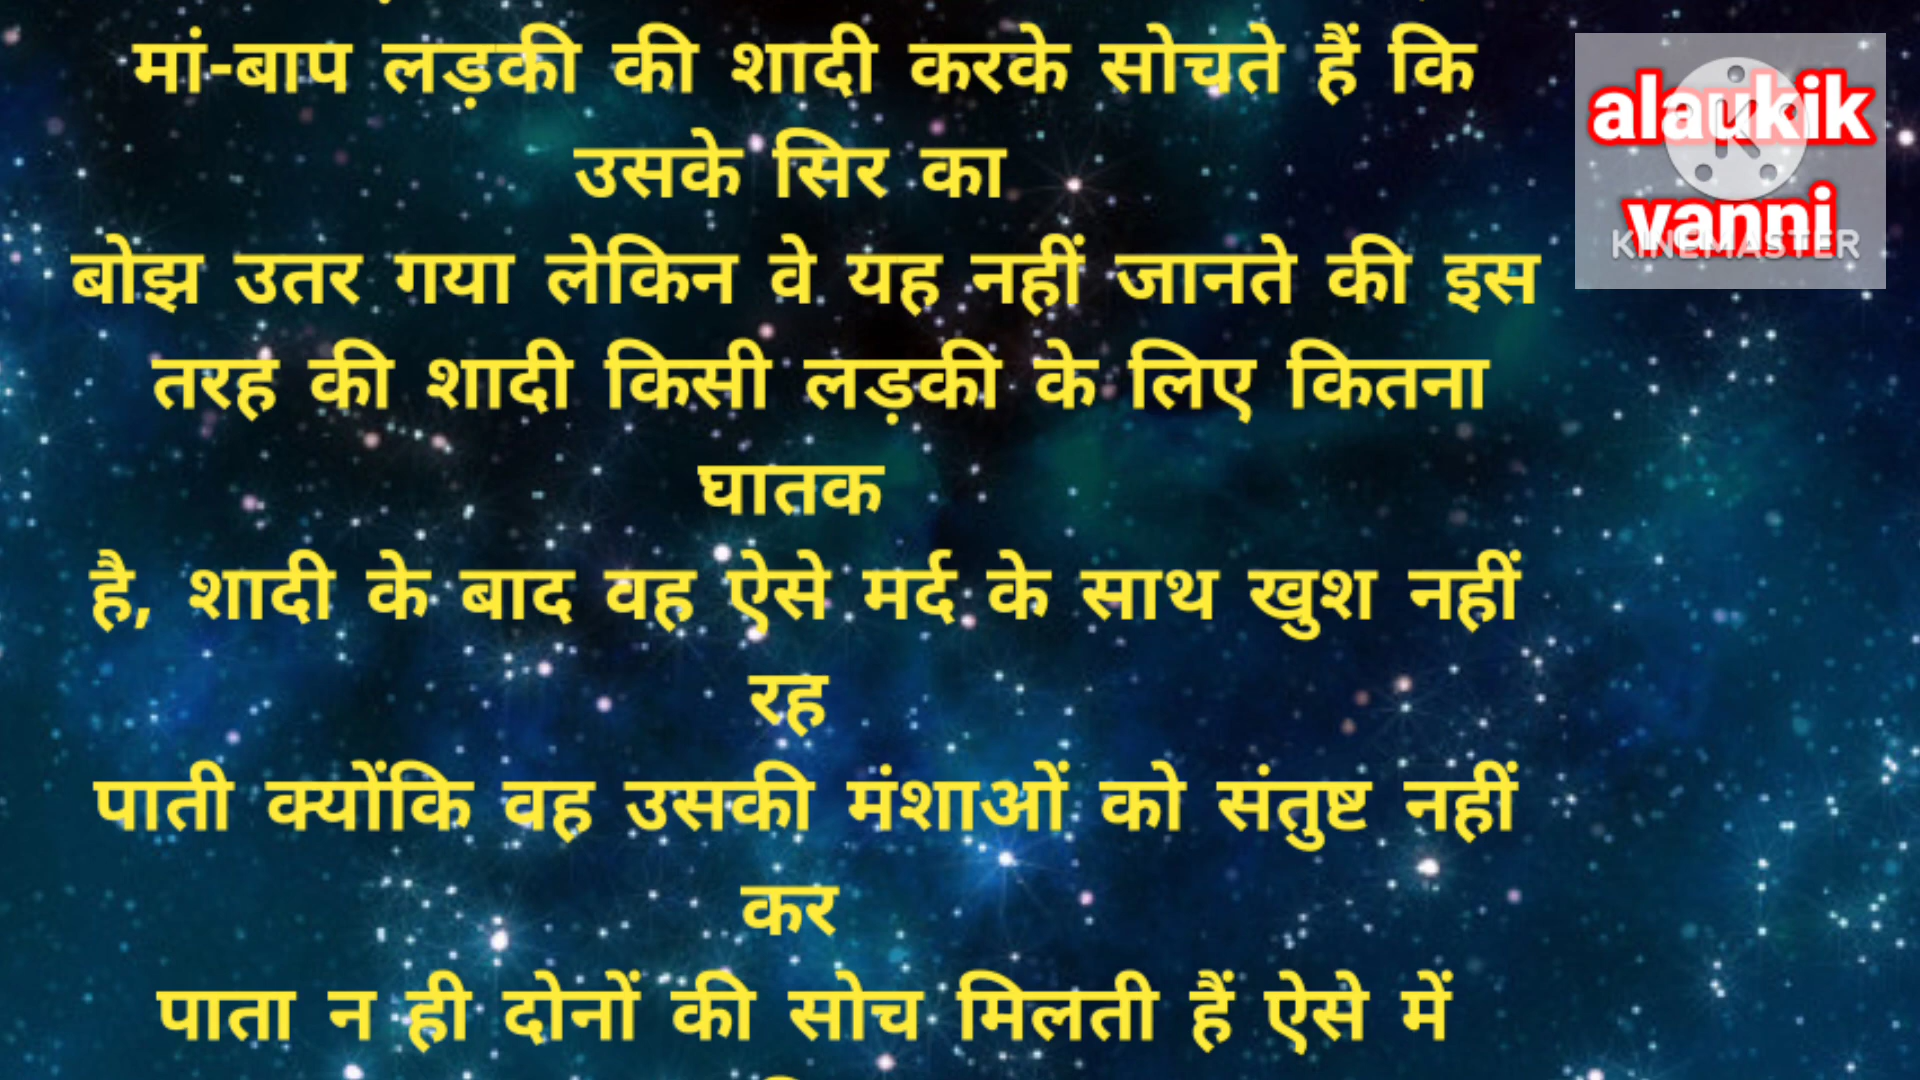 मां-बाप लड़की की शादी करके सोचते हैं कि
उसके सिर का
बोझ उतर गया लेकिन वे यह नहीं जानते की इस
तरह की शादी किसी लड़की के लिए कितना
घातक
है, शादी के बाद वह ऐसे मर्द के साथ खुश नहीं
रह
पाती क्योंकि वह उसकी मंशाओं को संतुष्ट नहीं
कर
पाता न ही दोनों की सोच मिलती हैं ऐसे में
alaukik
vanni
KINEMASTER